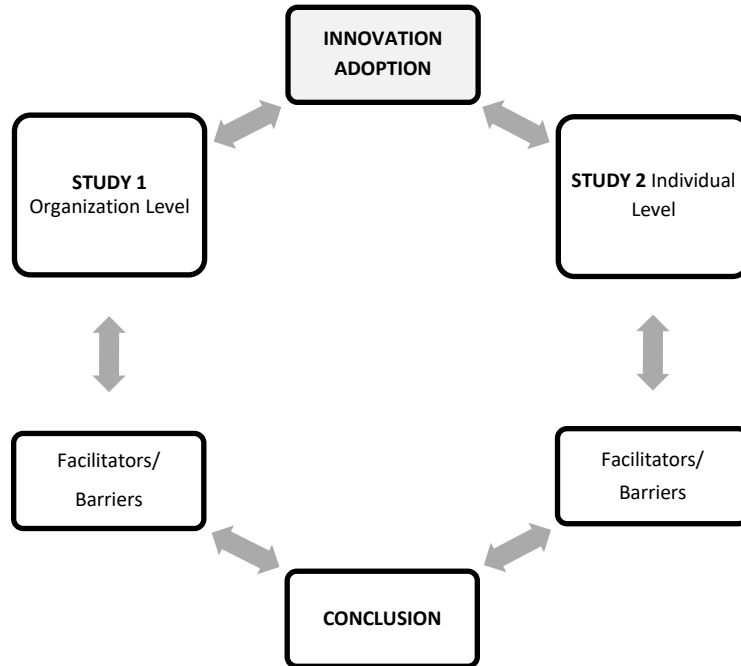 INNOVATION
ADOPTION
STUDY 1
Organization Level
STUDY 2 Individual
Level
Facilitators/
Barriers
Facilitators/
Barriers
CONCLUSION